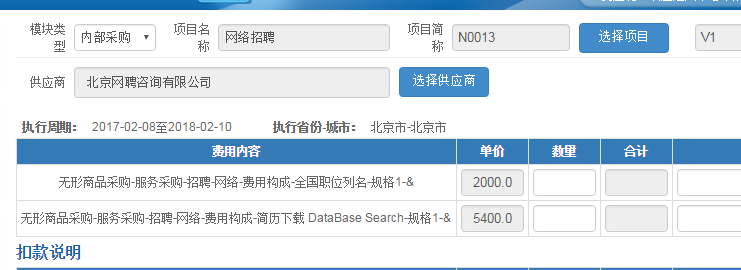 模块类型 内部采购 项目名称 网络招聘 项目简称 N0013 选择项目 V1
供应商 北京网聘咨询有限公司 选择供应商
执行周期： 2017-02-08至2018-02-10 执行省份-城市： 北京市-北京市
费用内容 单价 数量 合计
无形商品采购-服务采购-招聘-网络-费用构成-全国职位列名-规格1-& 2000.0
无形商品采购-服务采购-招聘-网络-费用构成-简历下载 DataBase Search-规格1-& 5400.0
扣款说明